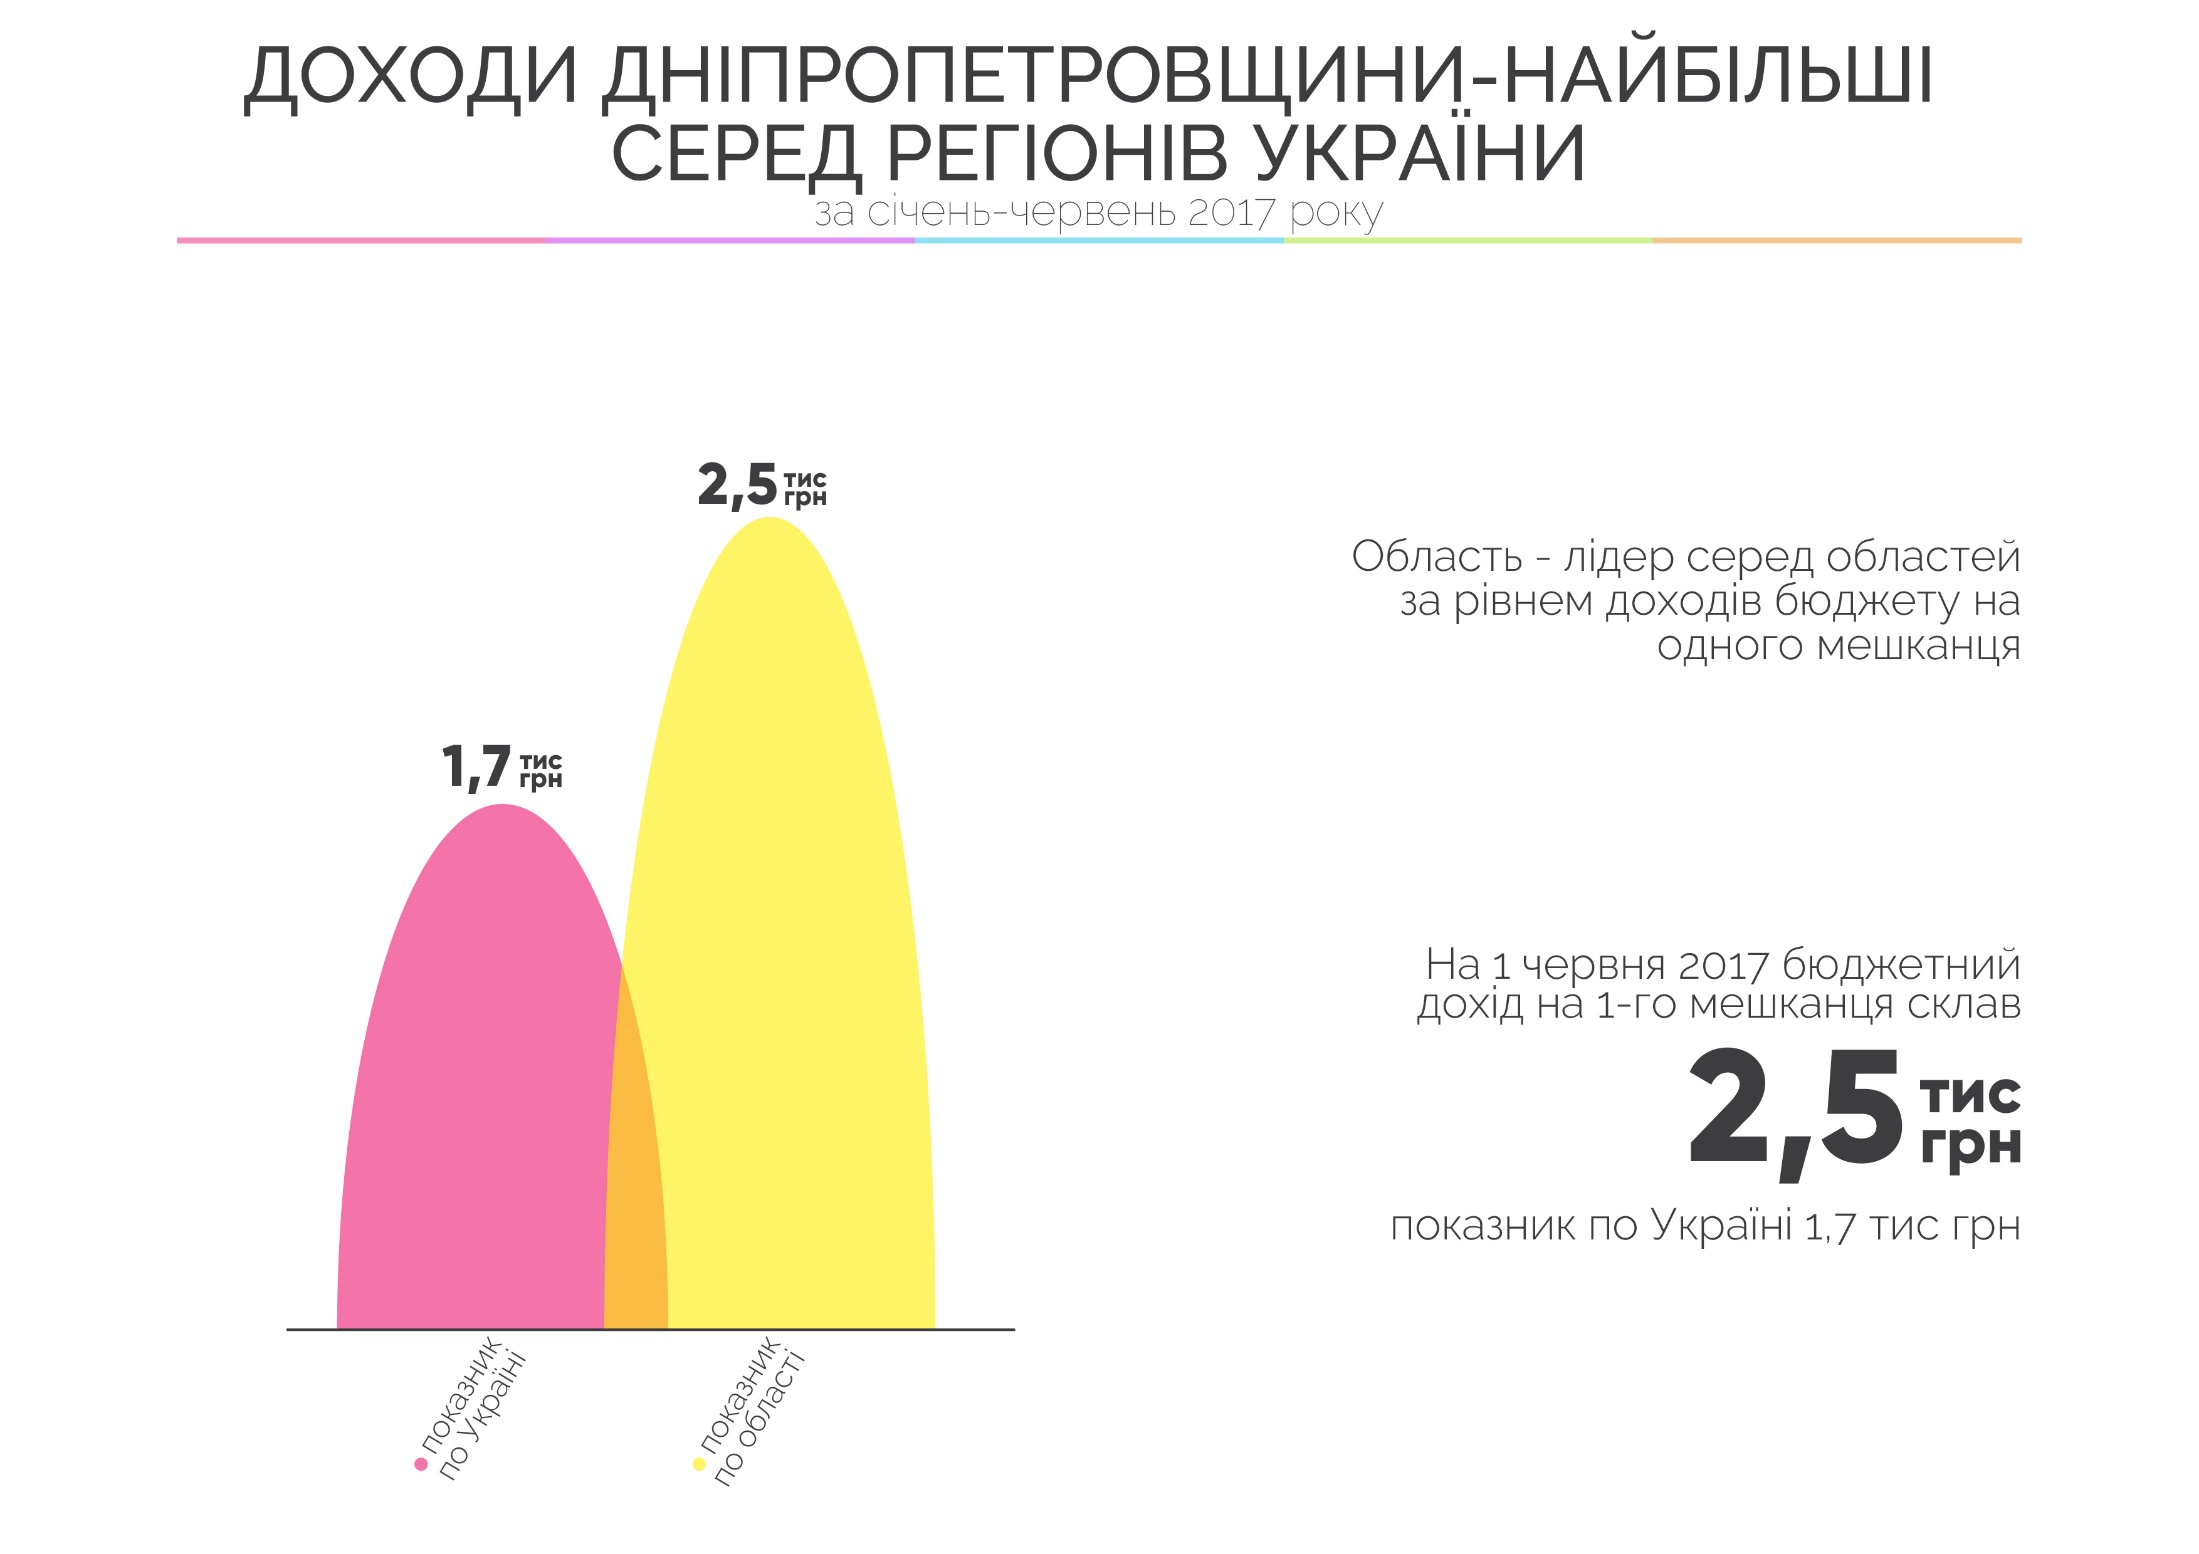 ДОХОДИ ДНІПРОПЕТРОВЩИНИ-НАЙБІЛЬШІ
СЕРЕД РЕГІОНІВ УКРАЇНИ
за січень-червень 2017 року
2,5 тис
грн
1,7 тис
грн
показник
по Україні
показник
по області
Область - лідер серед областей
за рівнем доходів бюджету на
одного мешканця
На 1 червня 2017 бюджетний
дохід на 1-го мешканця склав
2,5 тис
грн
показник по Україні 1,7 тис грн